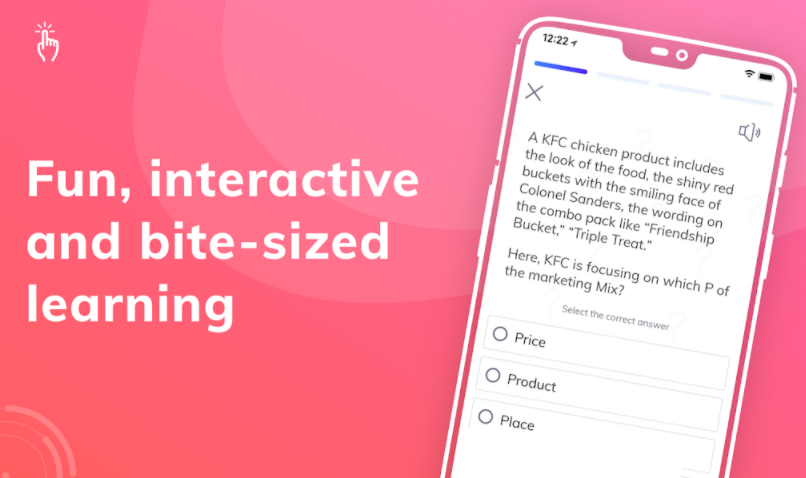 Fun, interactive
and bite-sized
learning
12:22
A KFC chicken product includes
the look of the food, the shiny red
buckets with the smiling face of
Colonel Sanders, the wording on
the combo pack like “Friendship
Bucket,” “Triple Treat.”
Here, KFC is focusing on which P of
the marketing Mix?
Select the correct answer
Price
Product
Place